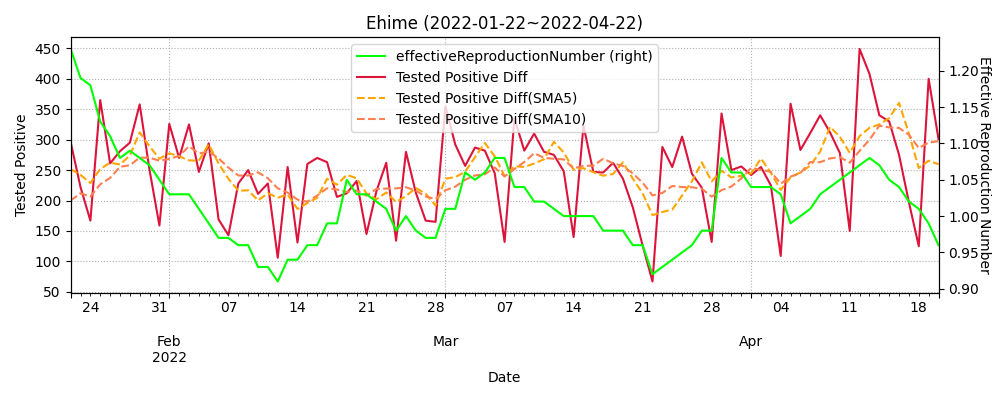 Ehime (2022-01-22~2022-04-22)
effectiveReproductionNumber (right)
Tested Positive Diff
Tested Positive Diff(SMA5)
Tested Positive Diff(SMA10)
Tested Positive
450
400
350
300
250
200
150
100
50
1.20
1.15
1.10
1.05
1.00
0.95
0.90
Effective Reproduction Number
24 31 07 14 21 28 07 14 21 28 04 11 18
Feb Mar Apr
2022
Date